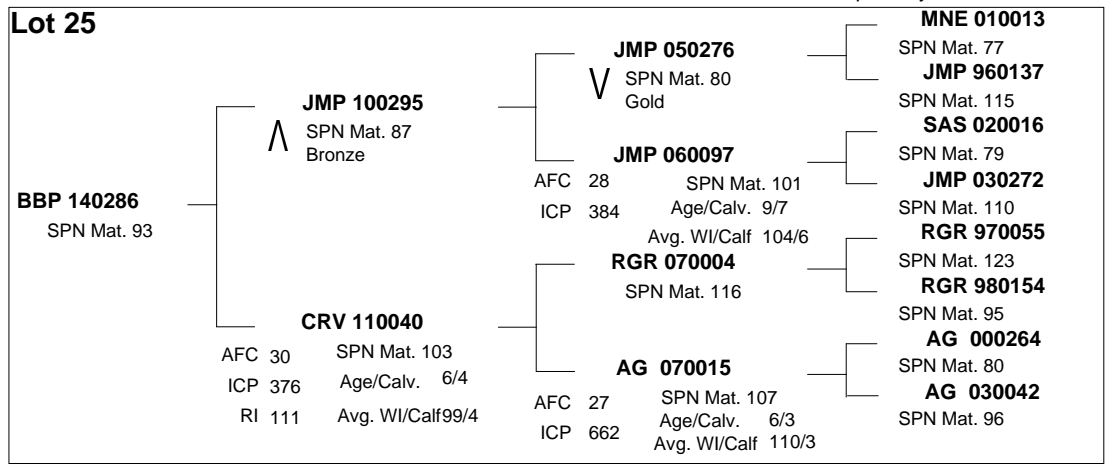 Lot 25
MNE 010013
SPN Mat. 77
JMP 050276
SPN Mat. 80
Gold
JMP 960137
SPN Mat. 115
JMP 100295
SPN Mat. 87
Bronze
SAS 020016
SPN Mat. 79
JMP 060097
AFC 28 SPN Mat. 101
ICP 384 Age/Calv. 9/7
Avg. WI/Calf 104/6
JMP 030272
SPN Mat. 110
BBP 140286
SPN Mat. 93
RGR 970055
SPN Mat. 123
RGR 070004
SPN Mat. 116
RGR 980154
SPN Mat. 95
CRV 110040
AFC 30 SPN Mat. 103
ICP 376 Age/Calv. 6/4
RI 111 Avg. WI/Calf 99/4
AG 000264
SPN Mat. 80
AG 070015
AFC 27 SPN Mat. 107
ICP 662 Age/Calv. 6/3
Avg. WI/Calf 110/3
AG 030042
SPN Mat. 96